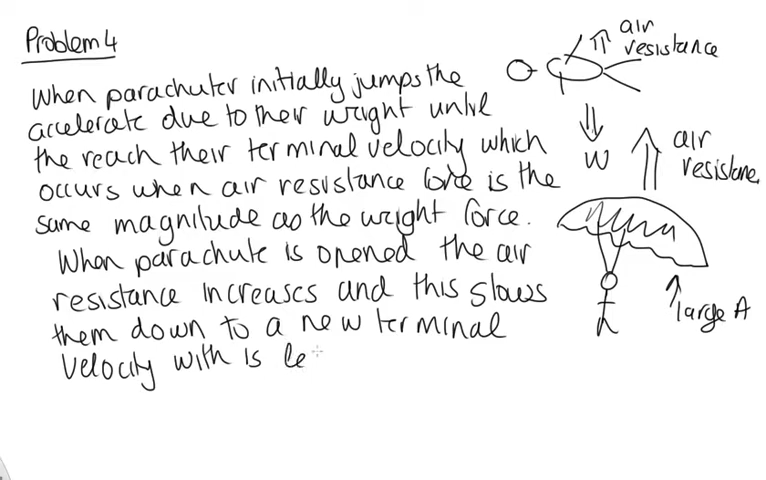 Problem 4
When parachuter initially jumps the
accelerate due to their weight until
the reach their terminal velocity which
occurs when air resistance force is the
same magnitude as the weight force.
When parachute is opened the air
resistance increases and this slows
them down to a new terminal
velocity with is le
air
resistance
W
air
resistane
large A